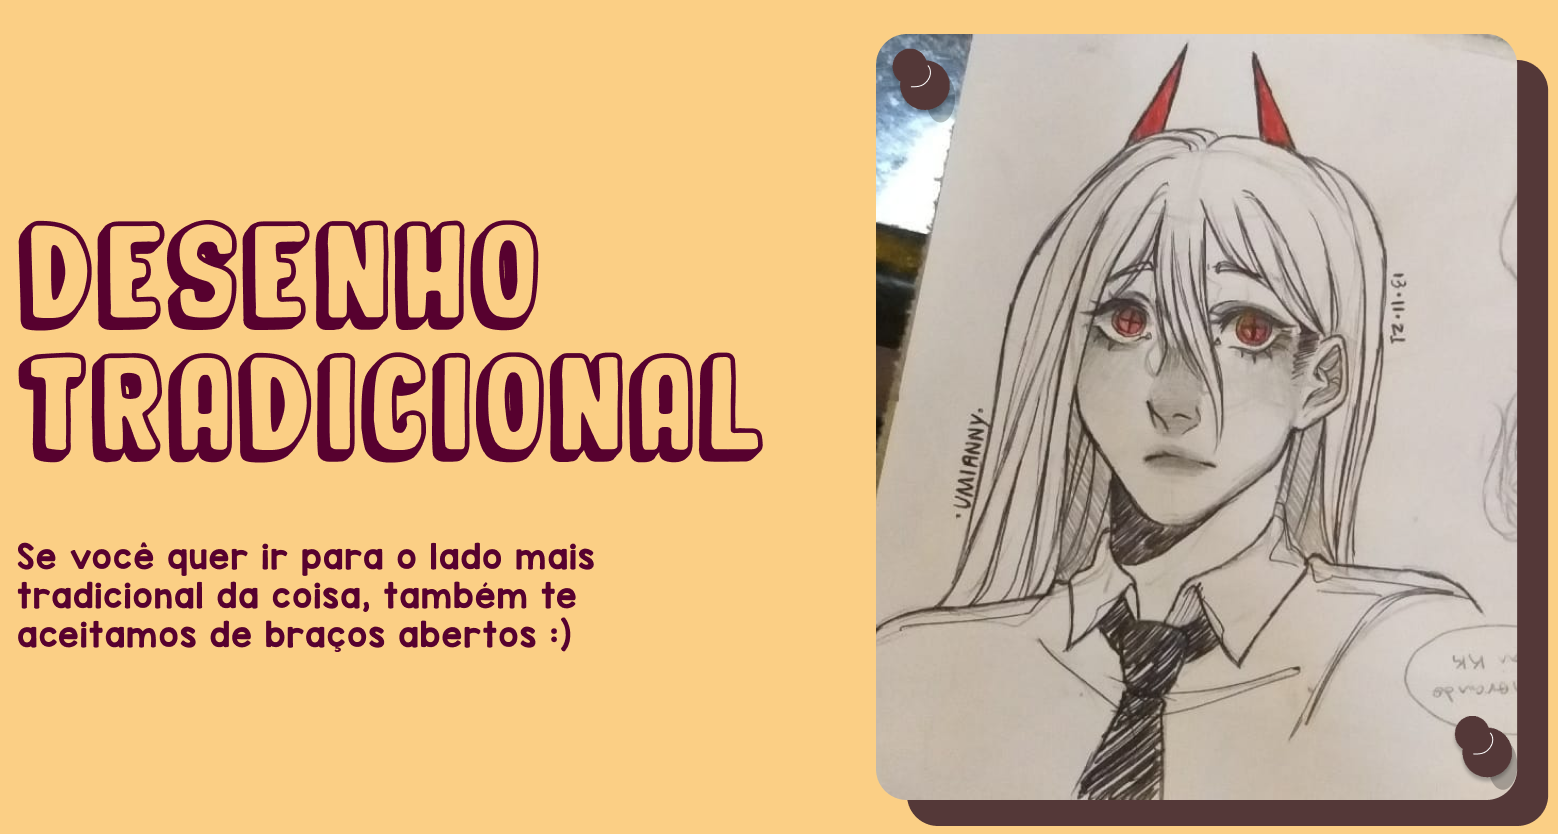 DESENHO
TRADICIONAL
Se você quer ir para o lado mais
tradicional da coisa, também te
aceitamos de braços abertos :)
13·11·21
·UMIANNY·